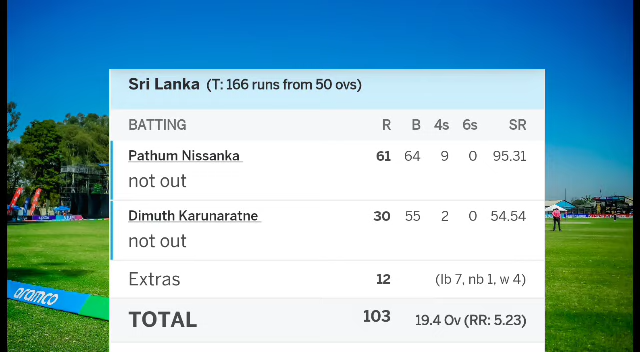 Sri Lanka (T: 166 runs from 50 ovs)
BATTING R B 4s 6s SR
Pathum Nissanka 61 64 9 0 95.31
not out
Dimuth Karunaratne 30 55 2 0 54.54
not out
Extras 12 (lb 7, nb 1, w 4)
TOTAL 103 19.4 Ov (RR: 5.23)
aramco